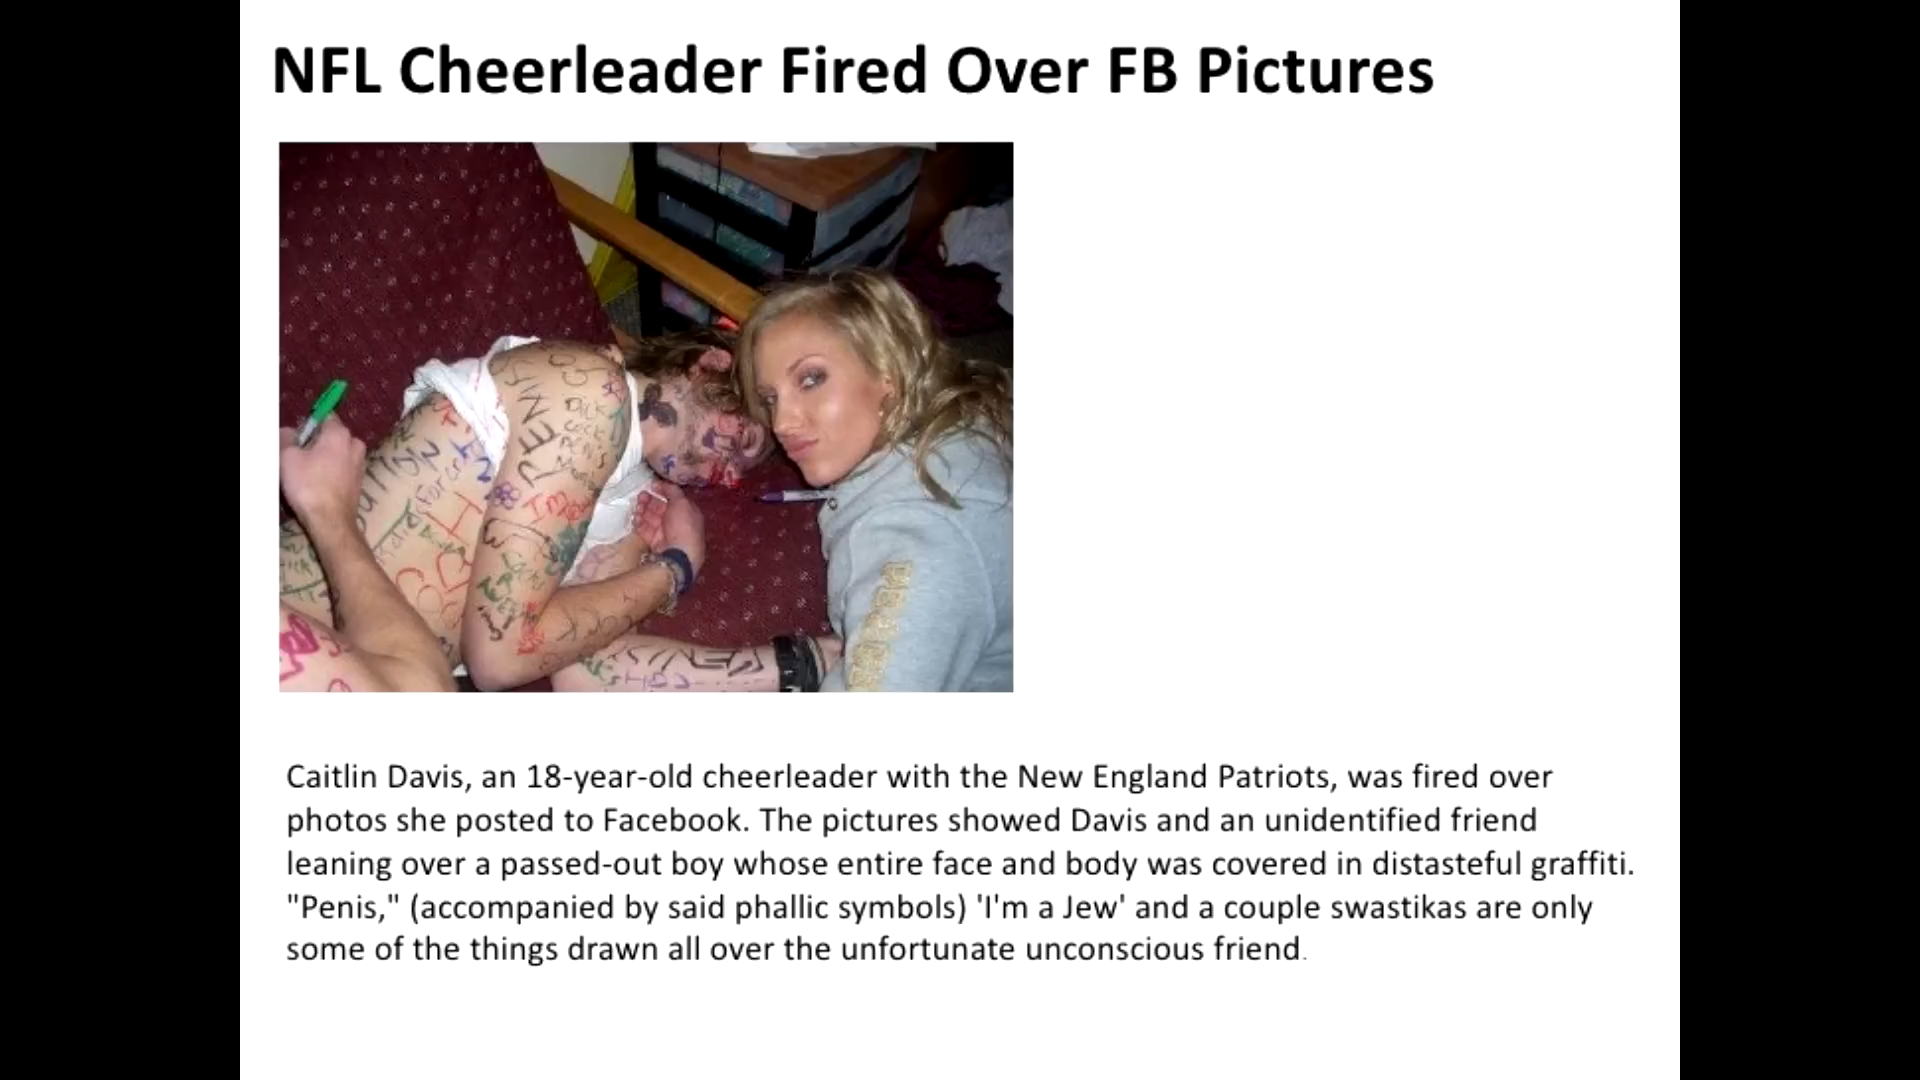 NFL Cheerleader Fired Over FB Pictures
PENIS
DICK
COCK
Caitlin Davis, an 18-year-old cheerleader with the New England Patriots, was fired over
photos she posted to Facebook. The pictures showed Davis and an unidentified friend
leaning over a passed-out boy whose entire face and body was covered in distasteful graffiti.
"Penis," (accompanied by said phallic symbols) 'I'm a Jew' and a couple swastikas are only
some of the things drawn all over the unfortunate unconscious friend.